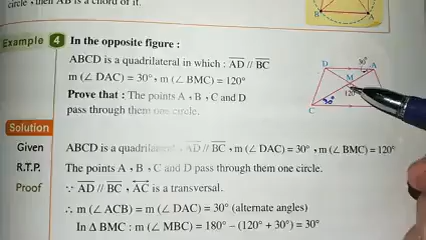 circle , then AB is a chord of it.
B A
Example 4 In the opposite figure :
ABCD is a quadrilateral in which : AD // BC
m (∠ DAC) = 30° , m (∠ BMC) = 120°
Prove that : The points A , B , C and D
pass through them one circle.
D 30° A
M
120°
C 30°
Solution
Given ABCD is a quadrilateral , AD // BC , m (∠ DAC) = 30° , m (∠ BMC) = 120°
R.T.P. The points A , B , C and D pass through them one circle.
Proof ∵ AD // BC , AC is a transversal.
∴ m (∠ ACB) = m (∠ DAC) = 30° (alternate angles)
In Δ BMC : m (∠ MBC) = 180° – (120° + 30°) = 30°